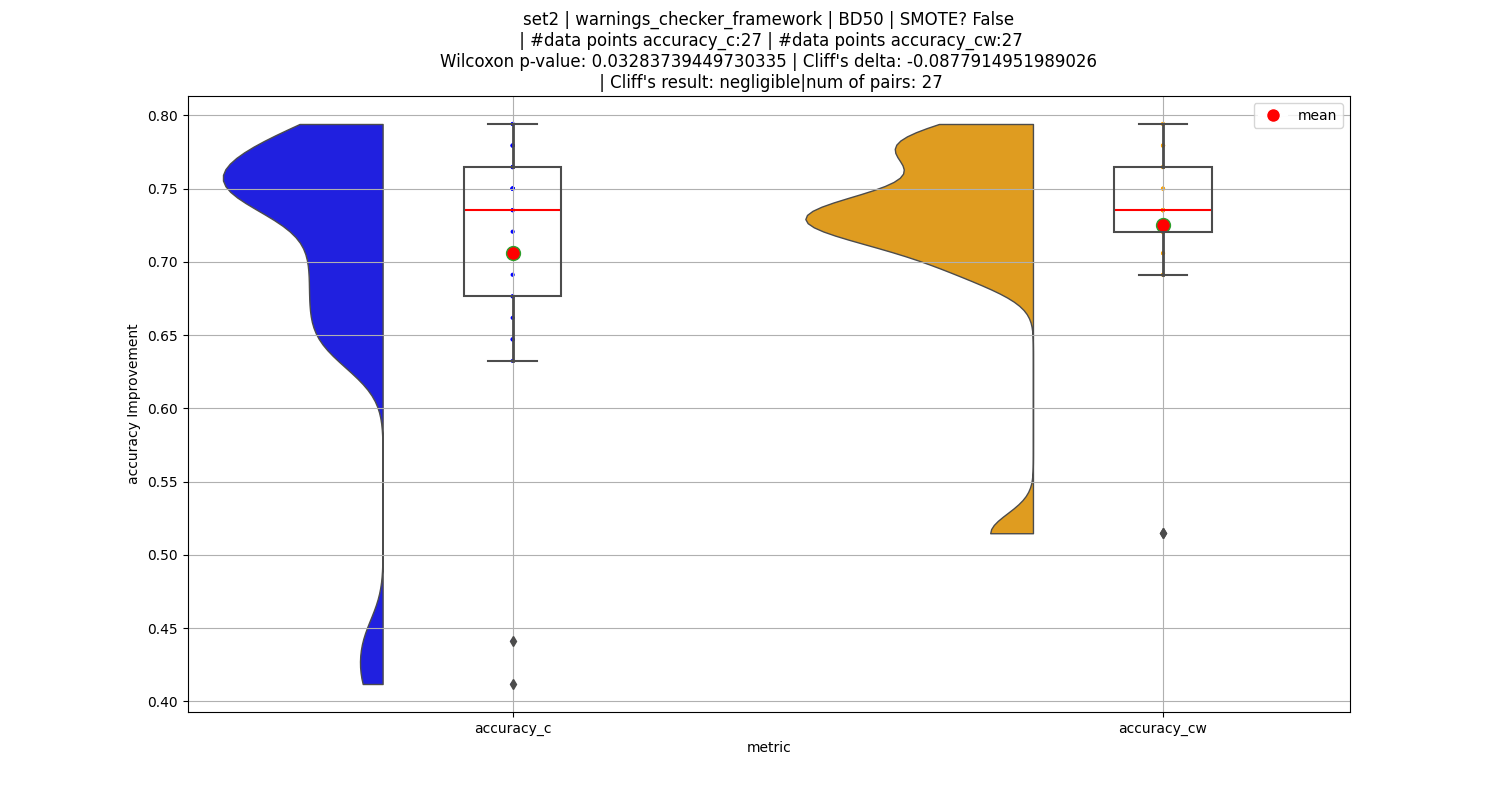 set2 | warnings_checker_framework | BD50 | SMOTE? False
| #data points accuracy_c:27 | #data points accuracy_cw:27
Wilcoxon p-value: 0.03283739449730335 | Cliff's delta: -0.0877914951989026
| Cliff's result: negligible|num of pairs: 27
mean
0.80
0.75
0.70
0.65
0.60
0.55
0.50
0.45
0.40
accuracy Improvement
accuracy_c
accuracy_cw
metric